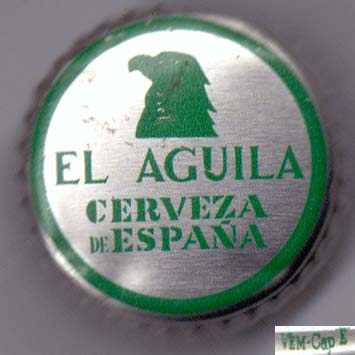 EL AGUILA
CERVEZA
DE ESPAÑA
VEM-Cap E